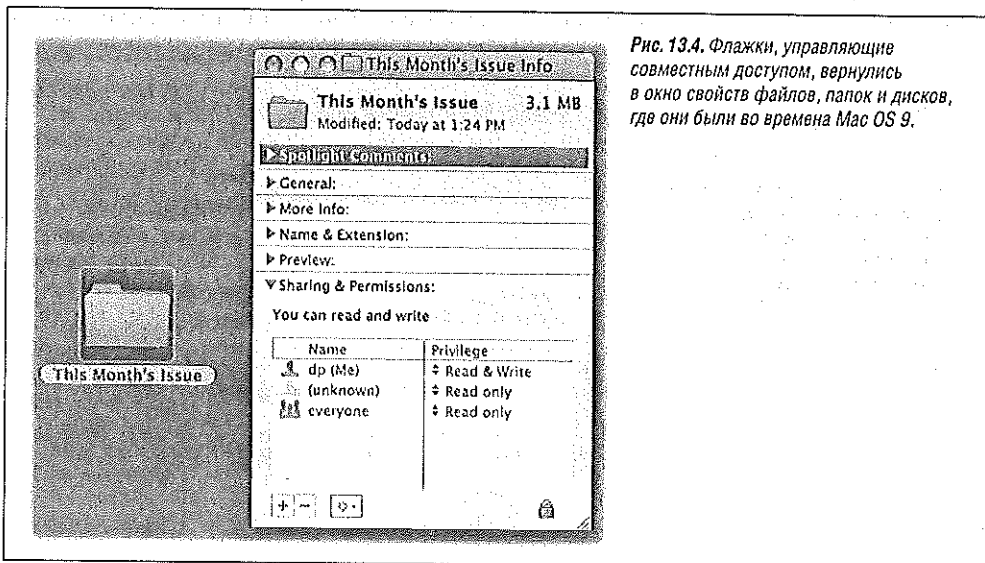 Рис. 13.4. Флажки, управляющие
совместным доступом, вернулись
в окно свойств файлов, папок и дисков,
где они были во времена Mac OS 9.
This Month's Issue Info
This Month's Issue 3.1 MB
Modified: Today at 1:24 PM
Spotlight Comments:
General:
More Info:
Name & Extension:
Preview:
Sharing & Permissions:
You can read and write
Name Privilege
dp (Me) Read & Write
(unknown) Read only
everyone Read only
This Month's Issue